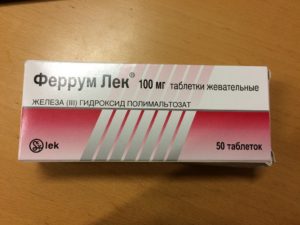 Феррум Лек® 100 мг таблетки жевательные
ЖЕЛЕЗА (III) ГИДРОКСИД ПОЛИМАЛЬТОЗАТ
lek
50 таблеток